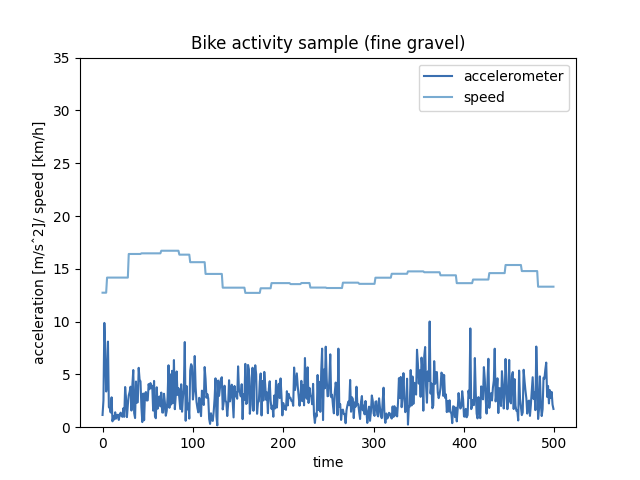 Bike activity sample (fine gravel)
accelerometer
speed
acceleration [m/sˆ2]/ speed [km/h]
35
30
25
20
15
10
5
0
0 100 200 300 400 500
time